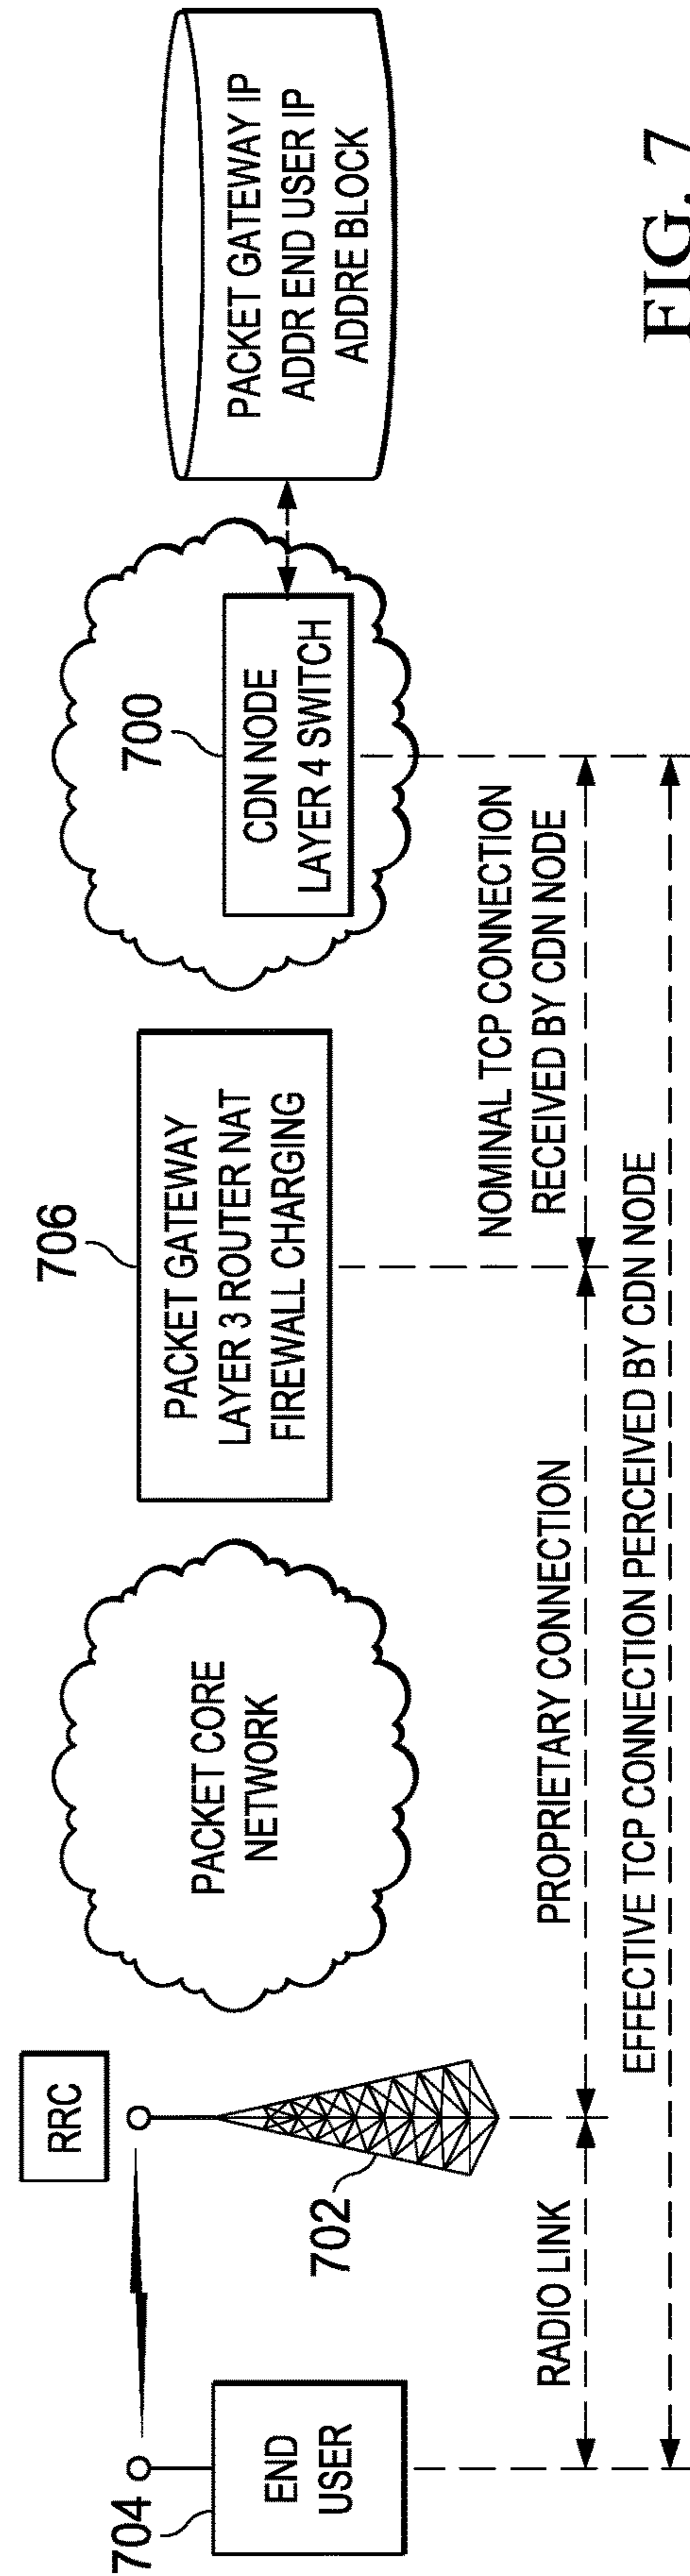 704
END
USER
RRC
702
PACKET CORE
NETWORK
706
PACKET GATEWAY
LAYER 3 ROUTER NAT
FIREWALL CHARGING
700
CDN NODE
LAYER 4 SWITCH
PACKET GATEWAY IP
ADDR END USER IP
ADDRE BLOCK
RADIO LINK
PROPRIETARY CONNECTION
NOMINAL TCP CONNECTION
RECEIVED BY CDN NODE
EFFECTIVE TCP CONNECTION PERCEIVED BY CDN NODE
FIG. 7